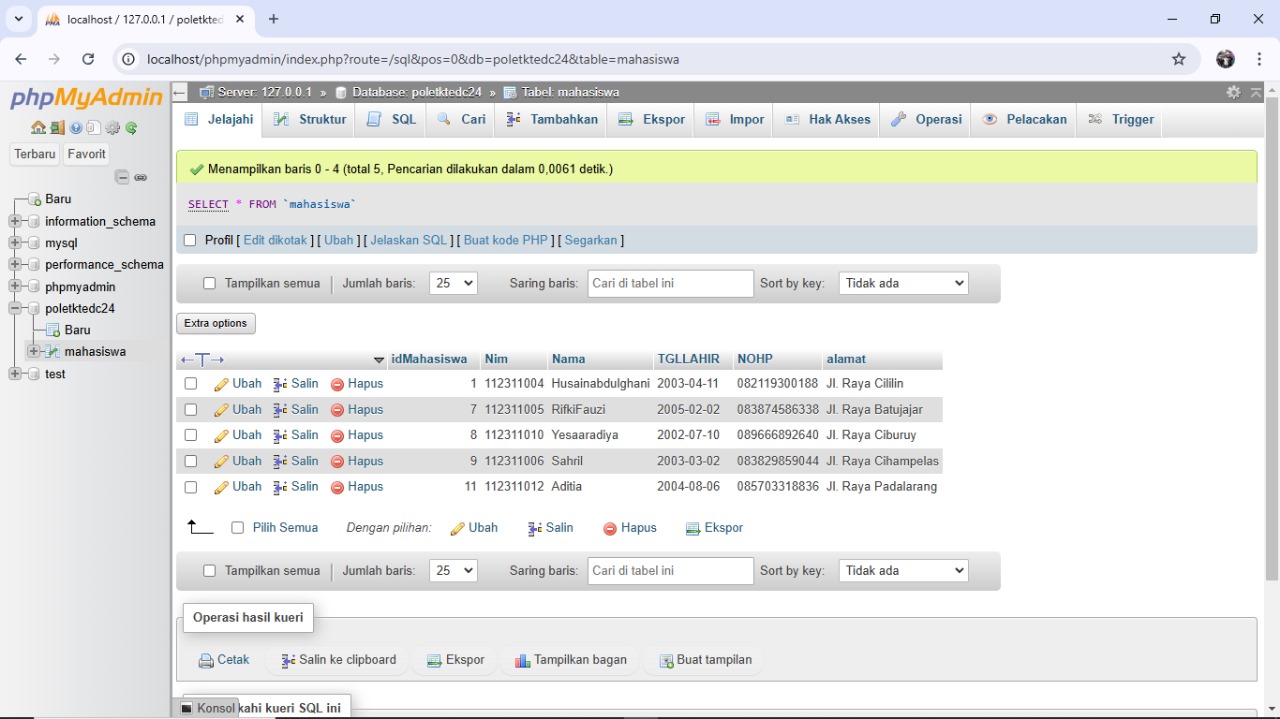 localhost / 127.0.0.1 / poletkted
localhost/phpmyadmin/index.php?route=/sql&pos=0&db=poletktedc24&table=mahasiswa
phpMyAdmin
Terbaru Favorit
Baru
information_schema
mysql
performance_schema
phpmyadmin
poletktedc24
Baru
mahasiswa
test
Server: 127.0.0.1 » Database: poletktedc24 » Tabel: mahasiswa
Jelajahi Struktur SQL Cari Tambahkan Ekspor Impor Hak Akses Operasi Pelacakan Trigger
Menampilkan baris 0 - 4 (total 5, Pencarian dilakukan dalam 0,0061 detik.)
SELECT * FROM `mahasiswa`
Profil [ Edit dikotak ] [ Ubah ] [ Jelaskan SQL ] [ Buat kode PHP ] [ Segarkan ]
Tampilkan semua Jumlah baris: 25 Saring baris: Cari di tabel ini Sort by key: Tidak ada
Extra options
idMahasiswa Nim Nama TGLLAHIR NOHP alamat
Ubah Salin Hapus 1 112311004 Husainabdulghani 2003-04-11 082119300188 Jl. Raya Cililin
Ubah Salin Hapus 7 112311005 RifkiFauzi 2005-02-02 083874586338 Jl. Raya Batujajar
Ubah Salin Hapus 8 112311010 Yesaaradiya 2002-07-10 089666892640 Jl. Raya Ciburuy
Ubah Salin Hapus 9 112311006 Sahril 2003-03-02 083829859044 Jl. Raya Cihampelas
Ubah Salin Hapus 11 112311012 Aditia 2004-08-06 085703318836 Jl. Raya Padalarang
Pilih Semua Dengan pilihan: Ubah Salin Hapus Ekspor
Tampilkan semua Jumlah baris: 25 Saring baris: Cari di tabel ini Sort by key: Tidak ada
Operasi hasil kueri
Cetak Salin ke clipboard Ekspor Tampilkan bagan Buat tampilan
Konsol kahi kueri SQL ini